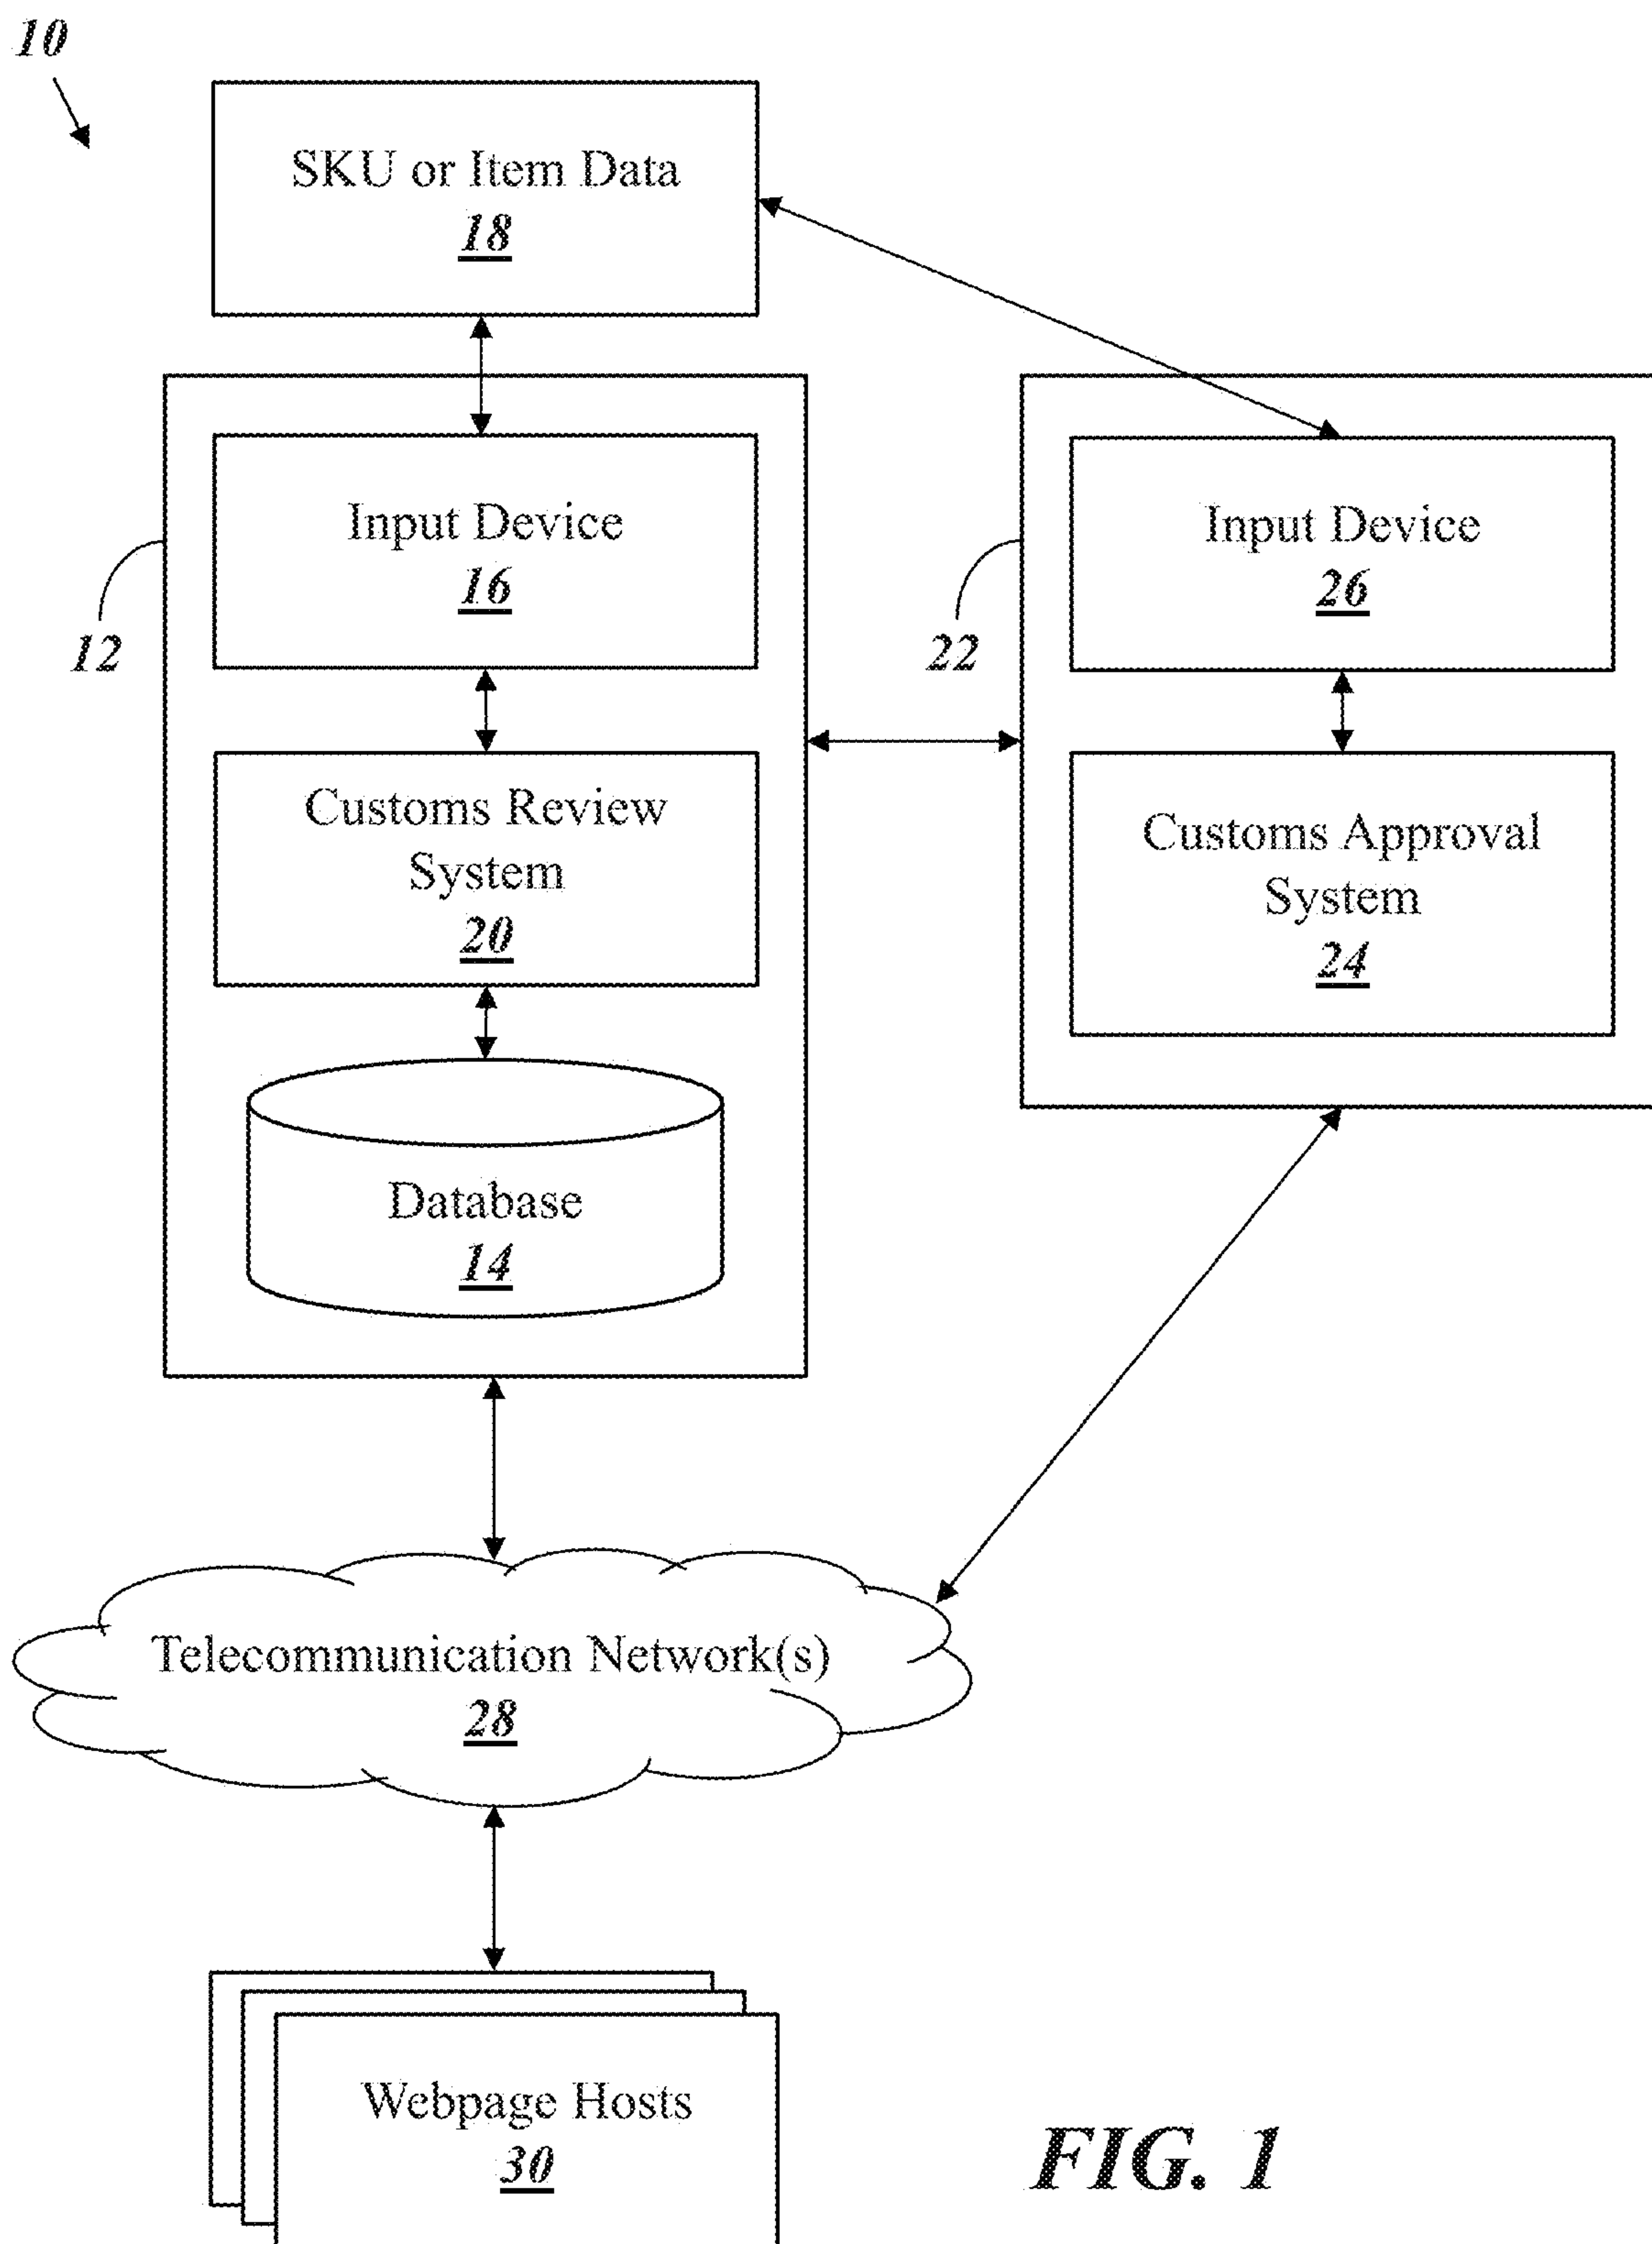 10
SKU or Item Data
18
Input Device
16
12
Customs Review
System
20
Database
14
Input Device
26
22
Customs Approval
System
24
Telecommunication Network(s)
28
Webpage Hosts
30
FIG. 1